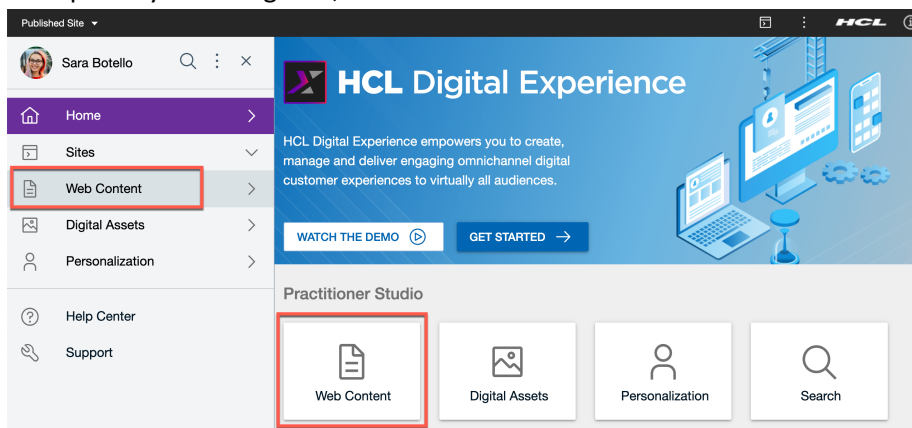 Published Site
HCL
Sara Botello
Home
Sites
Web Content
Digital Assets
Personalization
Help Center
Support
HCL Digital Experience
HCL Digital Experience empowers you to create,
manage and deliver engaging omnichannel digital
customer experiences to virtually all audiences.
WATCH THE DEMO
GET STARTED
Practitioner Studio
Web Content
Digital Assets
Personalization
Search